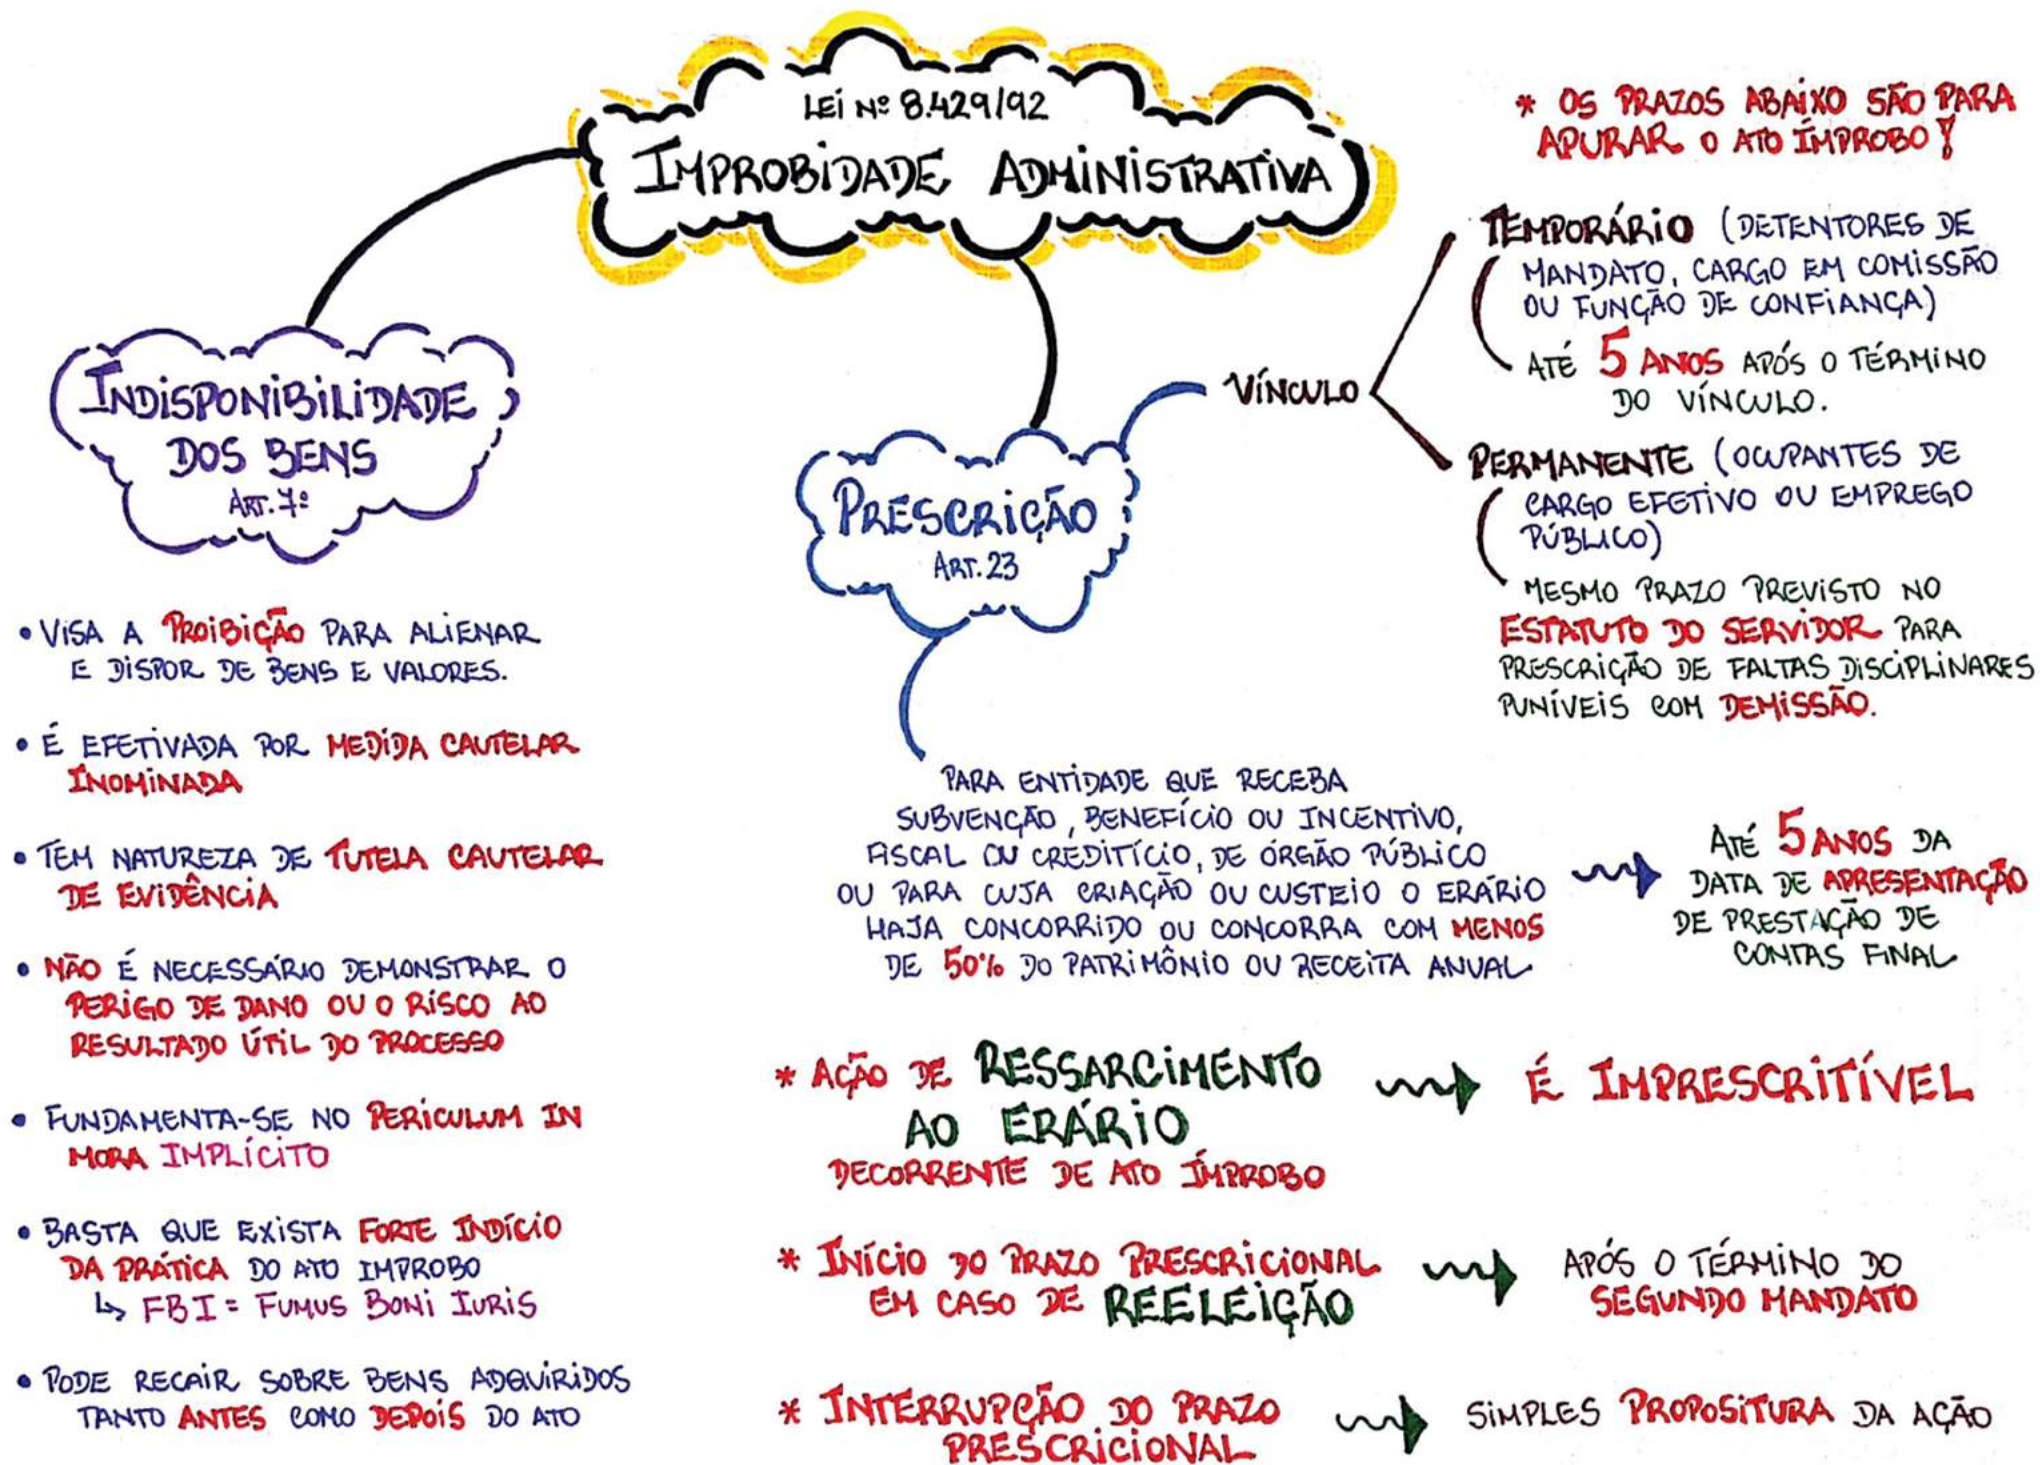 LEI Nº 8.429/92
IMPROBIDADE ADMINISTRATIVA
INDISPONIBILIDADE
DOS BENS
ART. 7º
• VISA A PROIBIÇÃO PARA ALIENAR
E DISPOR DE BENS E VALORES.
• É EFETIVADA POR MEDIDA CAUTELAR
INOMINADA
• TEM NATUREZA DE TUTELA CAUTELAR
DE EVIDÊNCIA
• NÃO É NECESSÁRIO DEMONSTRAR O
PERIGO DE DANO OU O RISCO AO
RESULTADO ÚTIL DO PROCESSO
• FUNDAMENTA-SE NO PERICULUM IN
MORA IMPLÍCITO
• BASTA QUE EXISTA FORTE INDÍCIO
DA PRÁTICA DO ATO IMPROBO
↳ FBI = FUMUS BONI IURIS
• PODE RECAIR SOBRE BENS ADQUIRIDOS
TANTO ANTES COMO DEPOIS DO ATO
PRESCRIÇÃO
ART. 23
VÍNCULO
* OS PRAZOS ABAIXO SÃO PARA
APURAR O ATO ÍMPROBO!
TEMPORÁRIO (DETENTORES DE
MANDATO, CARGO EM COMISSÃO
OU FUNÇÃO DE CONFIANÇA)
ATÉ 5 ANOS APÓS O TÉRMINO
DO VÍNCULO.
PERMANENTE (OCUPANTES DE
CARGO EFETIVO OU EMPREGO
PÚBLICO)
MESMO PRAZO PREVISTO NO
ESTATUTO DO SERVIDOR PARA
PRESCRIÇÃO DE FALTAS DISCIPLINARES
PUNÍVEIS COM DEMISSÃO.
PARA ENTIDADE QUE RECEBA
SUBVENÇÃO, BENEFÍCIO OU INCENTIVO,
FISCAL OU CREDITÍCIO, DE ÓRGÃO PÚBLICO
OU PARA CUJA CRIAÇÃO OU CUSTEIO O ERÁRIO
HAJA CONCORRIDO OU CONCORRA COM MENOS
DE 50% DO PATRIMÔNIO OU RECEITA ANUAL
ATÉ 5 ANOS DA
DATA DE APRESENTAÇÃO
DE PRESTAÇÃO DE
CONTAS FINAL
* AÇÃO DE RESSARCIMENTO
AO ERÁRIO
DECORRENTE DE ATO ÍMPROBO
É IMPRESCRITÍVEL
* INÍCIO DO PRAZO PRESCRICIONAL
EM CASO DE REELEIÇÃO
APÓS O TÉRMINO DO
SEGUNDO MANDATO
* INTERRUPÇÃO DO PRAZO
PRESCRICIONAL
SIMPLES PROPOSITURA DA AÇÃO